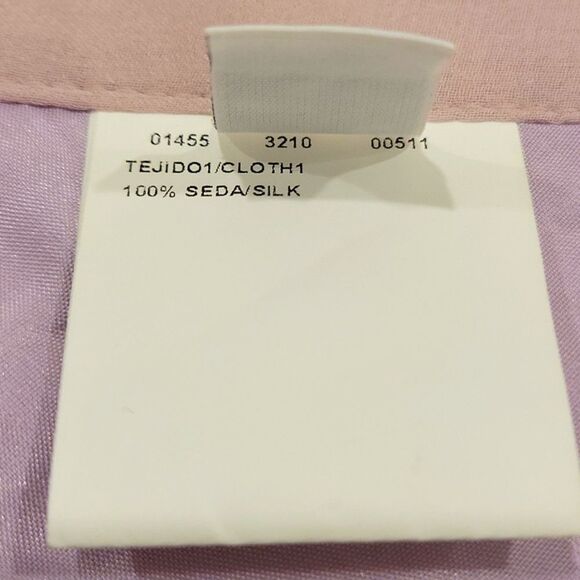 01455 3210 00511
TEJIDO1/CLOTH1
100% SEDA/SILK